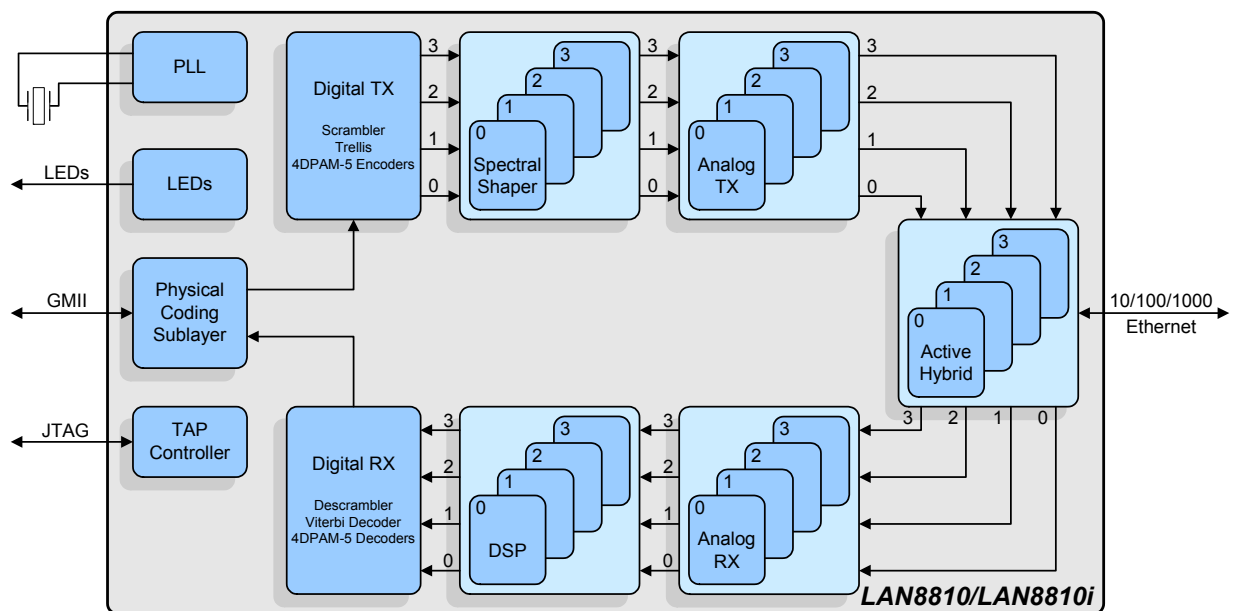 PLL
LEDs
LEDs
GMII
Physical
Coding
Sublayer
JTAG
TAP
Controller
Digital TX
Scrambler
Trellis
4DPAM-5 Encoders
3
2
1
0
3
2
1
0
Spectral
Shaper
3
2
1
0
3
2
1
0
Analog
TX
3
2
1
0
3
2
1
0
Active
Hybrid
10/100/1000
Ethernet
3 2 1 0
Digital RX
Descrambler
Viterbi Decoder
4DPAM-5 Decoders
3
2
1
0
3
2
1
0
DSP
3
2
1
0
3
2
1
0
Analog
RX
LAN8810/LAN8810i